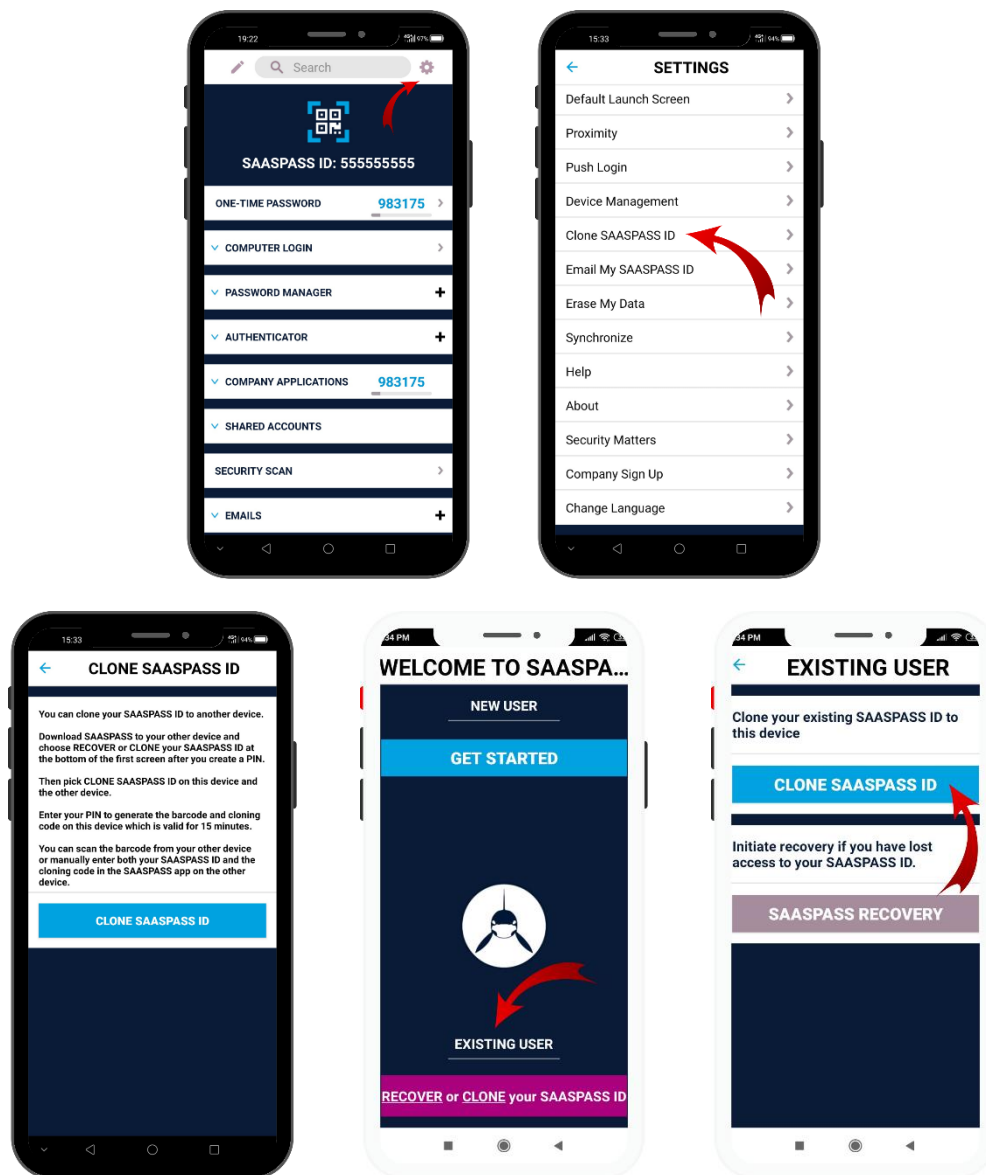 19:22
97%
Search
SAASPASS ID: 555555555
ONE-TIME PASSWORD 983175
COMPUTER LOGIN
PASSWORD MANAGER
AUTHENTICATOR
COMPANY APPLICATIONS 983175
SHARED ACCOUNTS
SECURITY SCAN
EMAILS
15:33
94%
SETTINGS
Default Launch Screen
Proximity
Push Login
Device Management
Clone SAASPASS ID
Email My SAASPASS ID
Erase My Data
Synchronize
Help
About
Security Matters
Company Sign Up
Change Language
15:33
94%
CLONE SAASPASS ID
You can clone your SAASPASS ID to another device.
Download SAASPASS to your other device and
choose RECOVER or CLONE your SAASPASS ID at
the bottom of the first screen after you create a PIN.
Then pick CLONE SAASPASS ID on this device and
the other device.
Enter your PIN to generate the barcode and cloning
code on this device which is valid for 15 minutes.
You can scan the barcode from your other device
or manually enter both your SAASPASS ID and the
cloning code in the SAASPASS app on the other
device.
CLONE SAASPASS ID
34 PM
WELCOME TO SAASPA...
NEW USER
GET STARTED
EXISTING USER
RECOVER or CLONE your SAASPASS ID
34 PM
EXISTING USER
Clone your existing SAASPASS ID to
this device
CLONE SAASPASS ID
Initiate recovery if you have lost
access to your SAASPASS ID.
SAASPASS RECOVERY